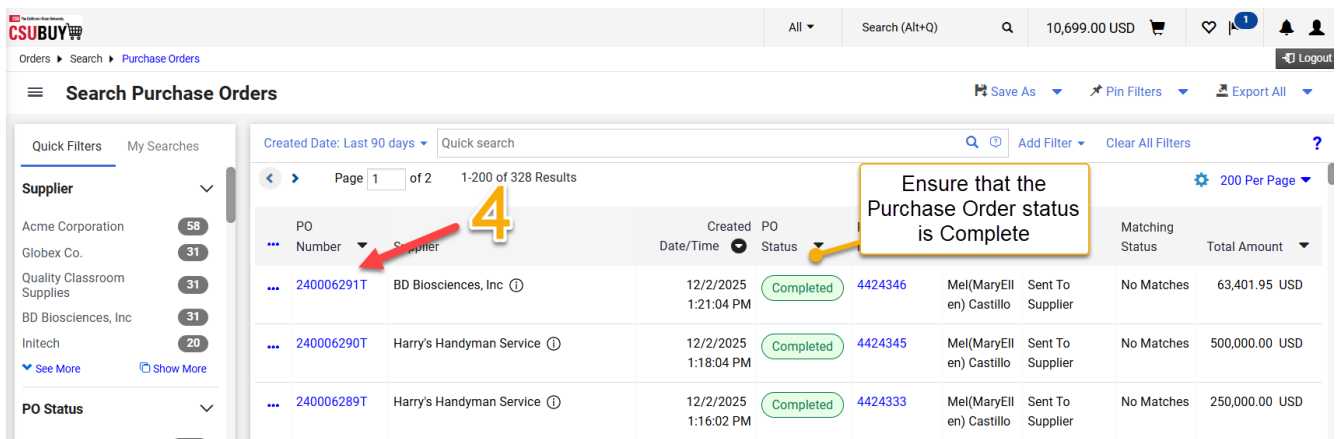 CSU The California State University
CSUBUY
All
Search (Alt+Q)
10,699.00 USD
1
Orders Search Purchase Orders
Logout
Search Purchase Orders
Save As
Pin Filters
Export All
Quick Filters
My Searches
Created Date: Last 90 days
Quick search
Add Filter
Clear All Filters
?
Supplier
Page 1 of 2
1-200 of 328 Results
200 Per Page
4
Ensure that the
Purchase Order status
is Complete
Acme Corporation 58
Globex Co. 31
Quality Classroom
Supplies 31
BD Biosciences, Inc 31
Initech 20
See More
Show More
PO Status
PO
Number
Supplier
Created
Date/Time
PO
Status
Matching
Status
Total Amount
240006291T
BD Biosciences, Inc
12/2/2025
1:21:04 PM
Completed
4424346
Mel(MaryEll
en) Castillo
Sent To
Supplier
No Matches
63,401.95 USD
240006290T
Harry's Handyman Service
12/2/2025
1:18:04 PM
Completed
4424345
Mel(MaryEll
en) Castillo
Sent To
Supplier
No Matches
500,000.00 USD
240006289T
Harry's Handyman Service
12/2/2025
1:16:02 PM
Completed
4424333
Mel(MaryEll
en) Castillo
Sent To
Supplier
No Matches
250,000.00 USD